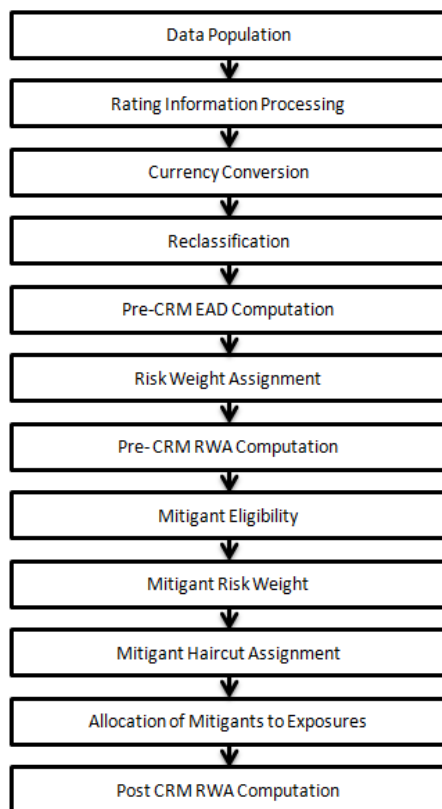 Data Population
Rating Information Processing
Currency Conversion
Reclassification
Pre-CRM EAD Computation
Risk Weight Assignment
Pre- CRM RWA Computation
Mitigant Eligibility
Mitigant Risk Weight
Mitigant Haircut Assignment
Allocation of Mitigants to Exposures
Post CRM RWA Computation